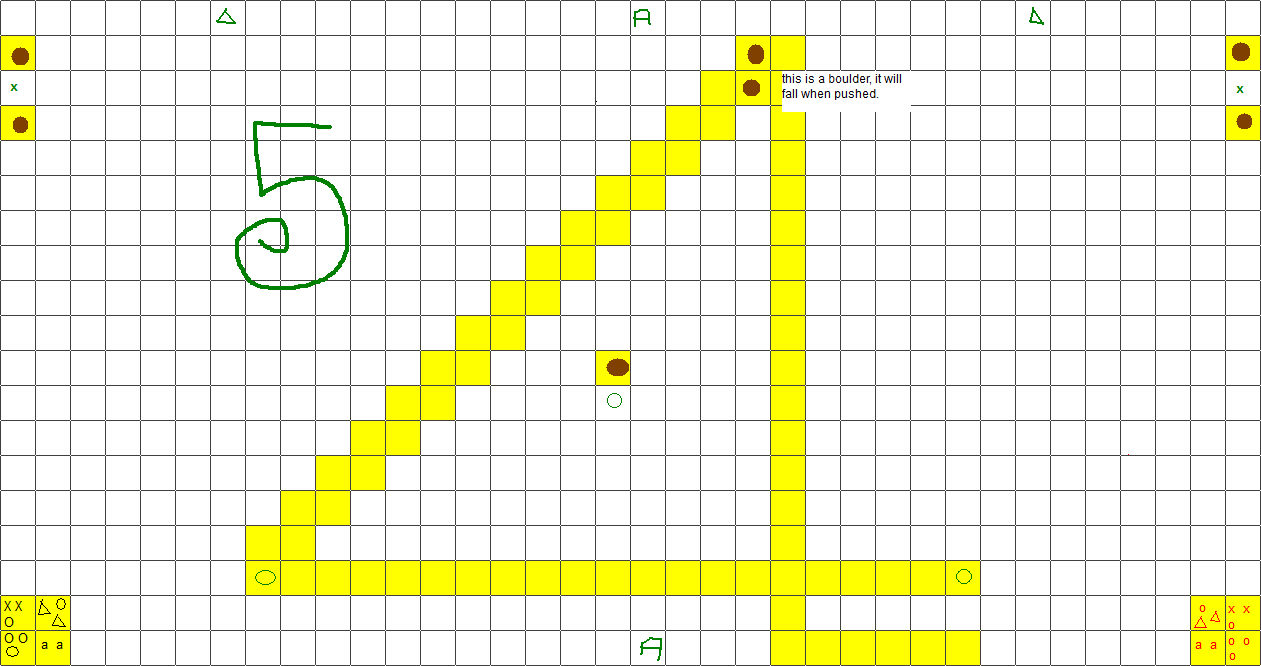 A
x
this is a boulder, it will
fall when pushed.
x
5
A
X X
O
O
O O
O
a a
o
x x
o
a a
o o
o